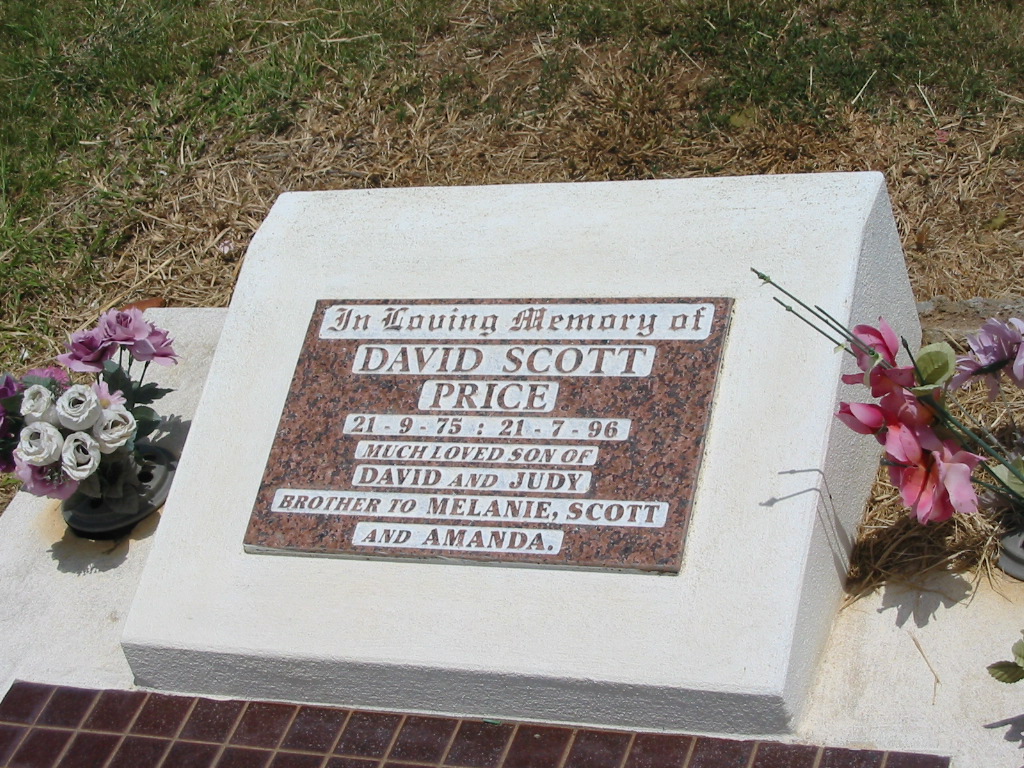 In Loving Memory of
DAVID SCOTT
PRICE
21-9-75 : 21-7-96
MUCH LOVED SON OF
DAVID AND JUDY
BROTHER TO MELANIE, SCOTT
AND AMANDA.